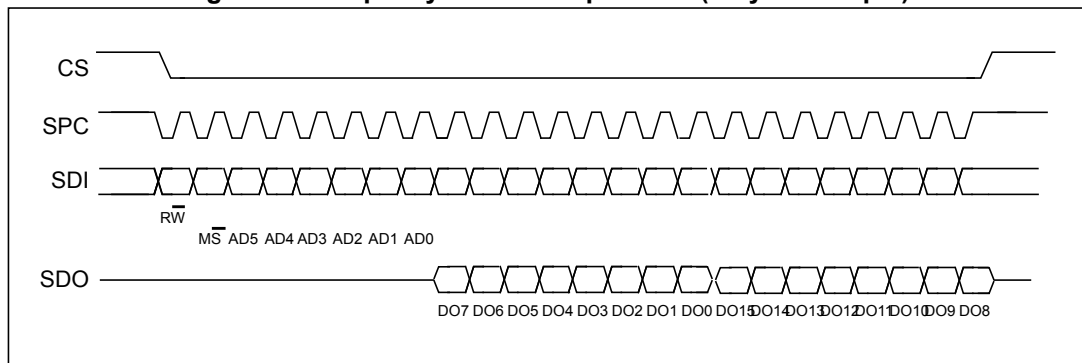 CS
SPC
SDI
RW
MS AD5 AD4 AD3 AD2 AD1 AD0
SDO
DO7 DO6 DO5 DO4 DO3 DO2 DO1 DO0 DO15 DO14 DO13 DO12 DO11 DO10 DO9 DO8